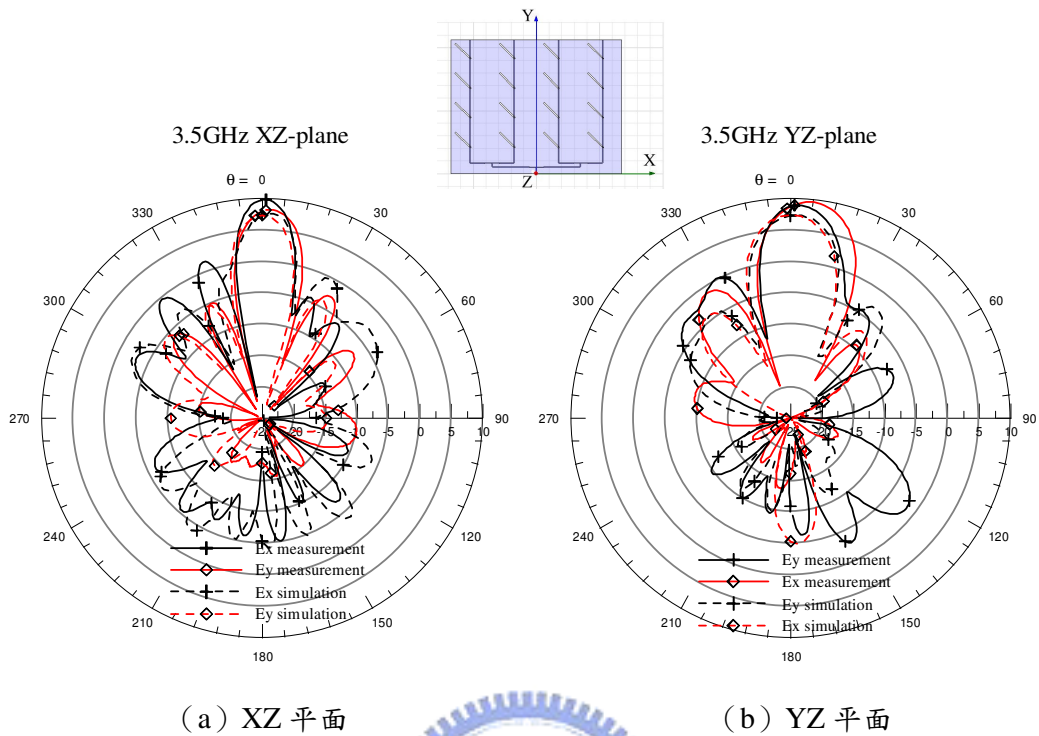 Y
X
Z
3.5GHz XZ-plane
3.5GHz YZ-plane
θ = 0
30
60
90
120
150
180
210
240
270
300
330
-20 -15 -10 -5 0 5 10
Ex measurement
Ey measurement
Ex simulation
Ey simulation
θ = 0
30
60
90
120
150
180
210
240
270
300
330
-20 -15 -10 -5 0 5 10
Ey measurement
Ex measurement
Ey simulation
Ex simulation
（a）XZ 平面
（b）YZ 平面